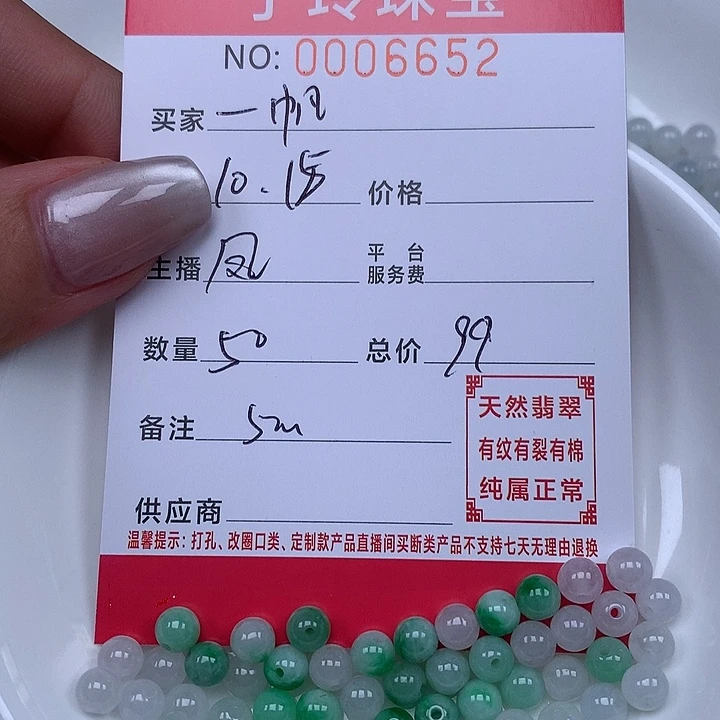 玲珠宝
NO: 0006652
买家 一帆
10.15 价格
主播 凤 平台服务费
数量 50 总价 99
备注 5m
天然翡翠
有纹有裂有棉
纯属正常
供应商
温馨提示：打孔、改圈口类、定制款产品直播间买断类产品不支持七天无理由退换